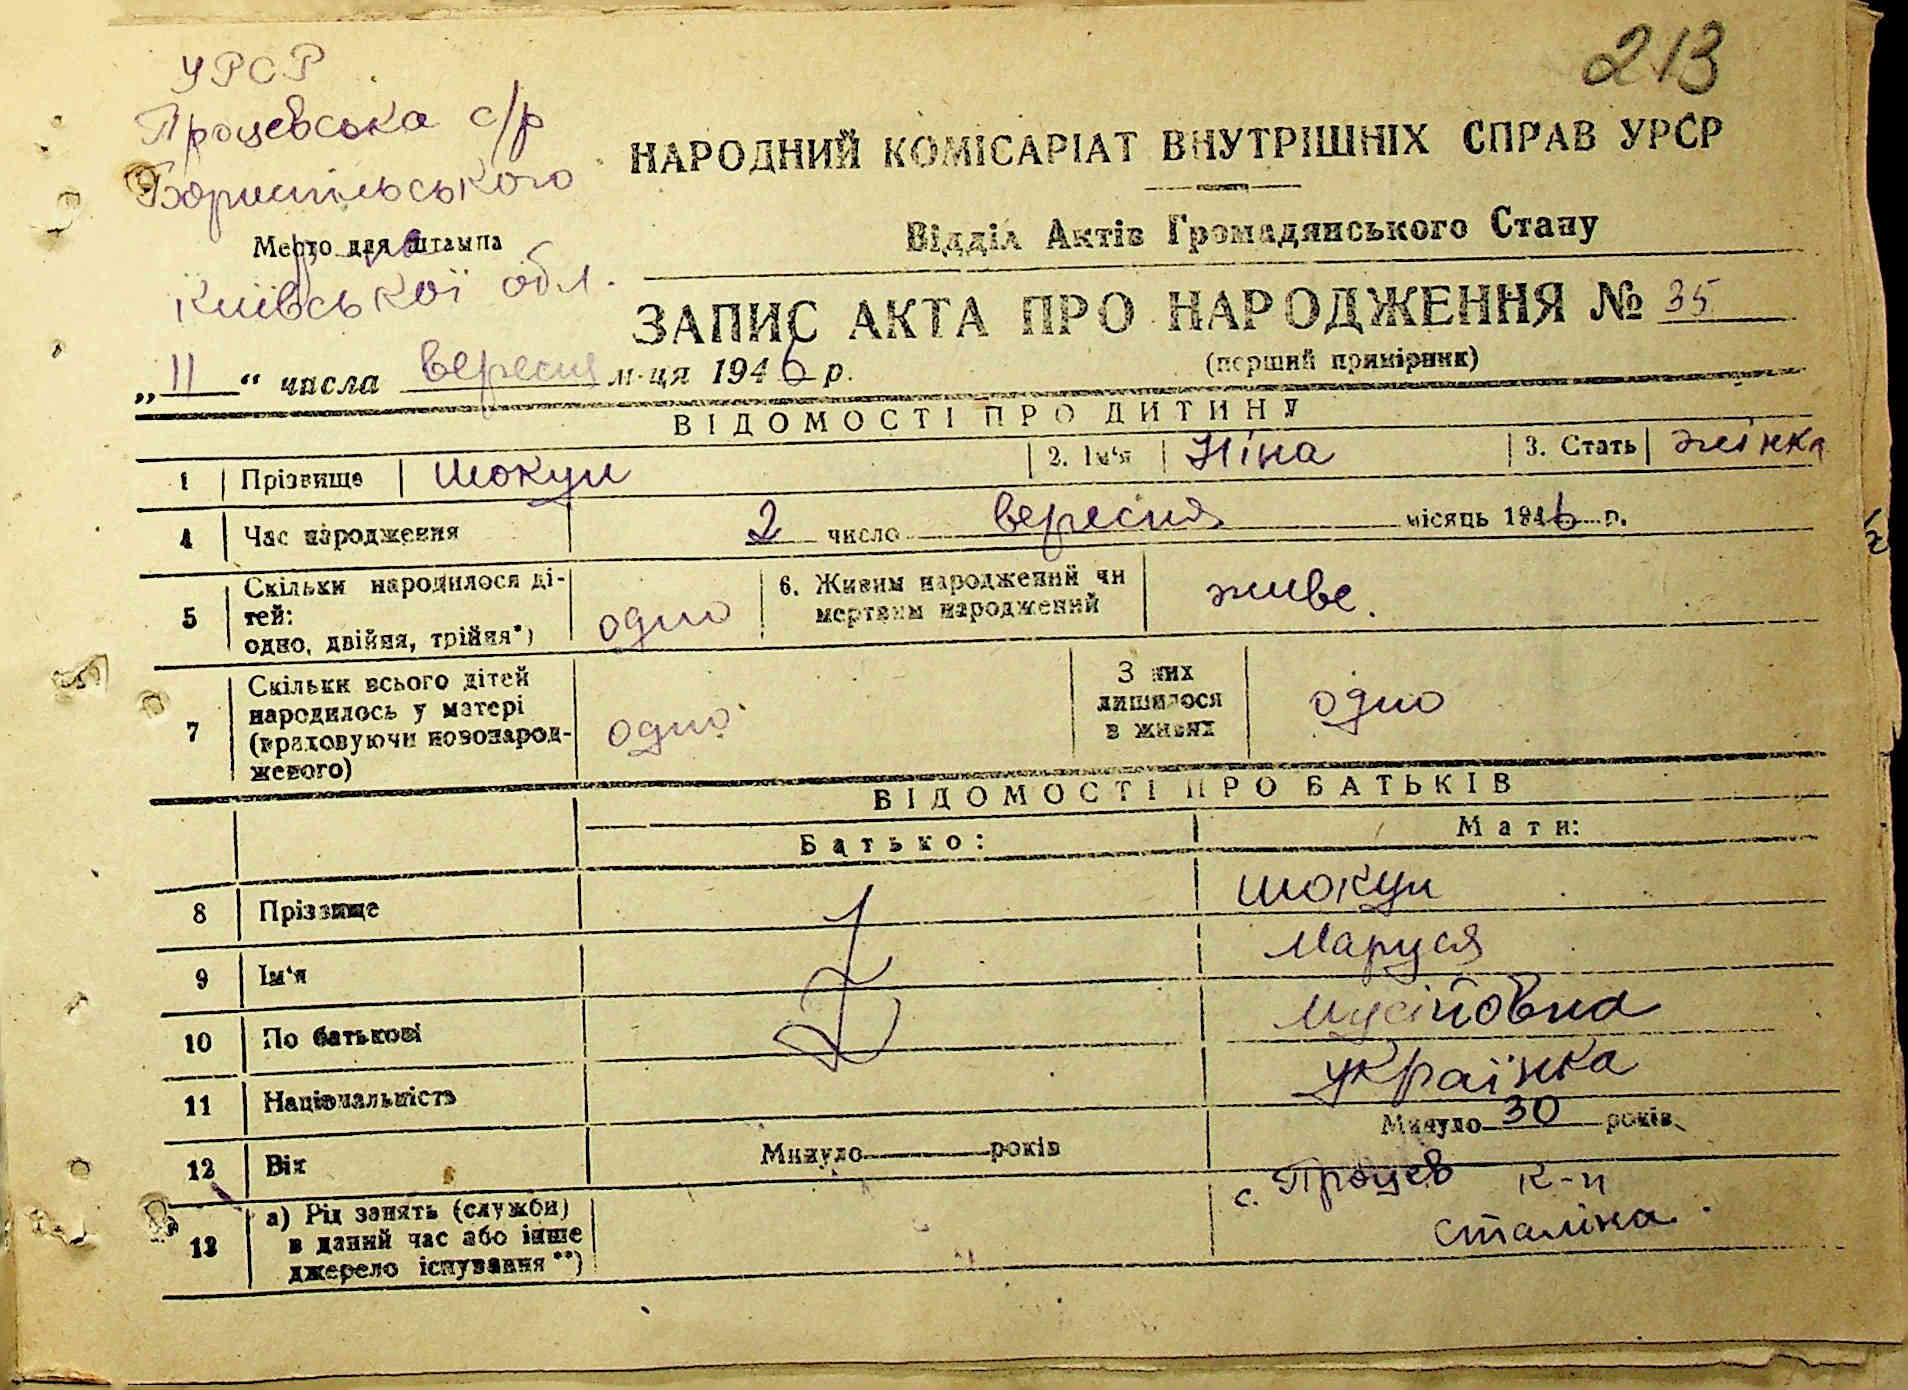 213
УРСР
Процевська с/р
Бориспільського
р-на
Київської обл.
Место для штампа
НАРОДНИЙ КОМІСАРІАТ ВНУТРІШНІХ СПРАВ УРСР
Відділ Актів Громадянського Стану
ЗАПИС АКТА ПРО НАРОДЖЕННЯ № 35
(перший примірник)
„11“ числа вересня м-ця 1946 р.
ВІДОМОСТІ ПРО ДИТИНУ
1 Прізвище Шокун 2. Ім‘я Ніна 3. Стать жінка
4 Час народження 2 число вересня місяць 1946 р.
5 Скільки народилося ді-
тей:
одно, двійня, трійня*) одно
6. Живим народжений чи
мертвим народжений живе.
7 Скільки всього дітей
народилось у матері
(враховуючи новонарод-
женого) одно
З них
лишилося
в живих одно
ВІДОМОСТІ ПРО БАТЬКІВ
Батько: Мати:
8 Прізвище Шокун
9 Ім‘я Маруся
10 По батькові Мусійовна
11 Національність українка
12 Вік Минуло років Минуло 30 років
13 а) Рід занять (служби)
в даний час або інше
джерело існування**)
с. Процев к-п
Сталіна.